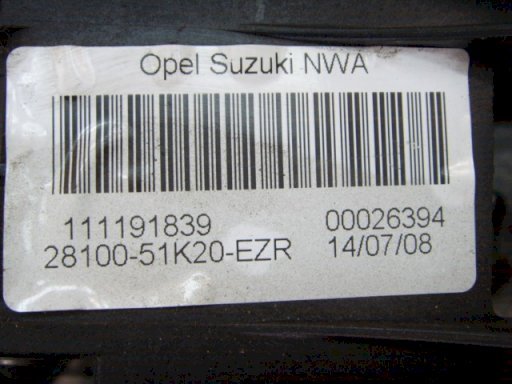 Opel Suzuki NWA
111191839 00026394
28100-51K20-EZR 14/07/08